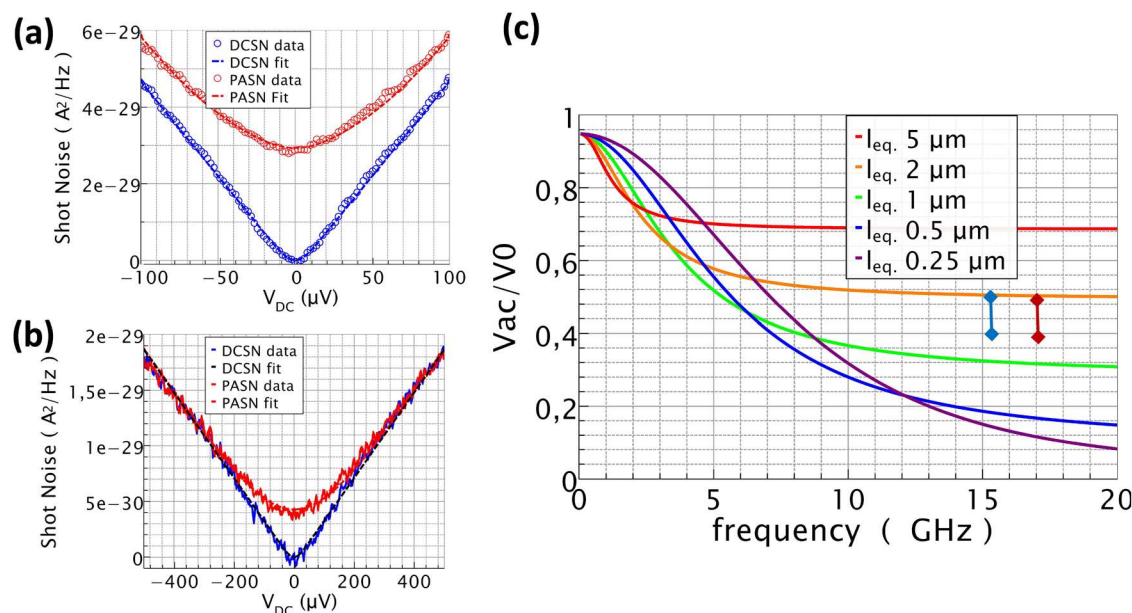 (a)
Shot Noise ( A²/Hz)
6e−29
4e−29
2e−29
0
DCSN data
DCSN fit
PASN data
PASN Fit
−100
−50
0
50
100
V_DC (μV)
(b)
Shot Noise ( A²/Hz)
2e−29
1,5e−29
1e−29
5e−30
0
DCSN data
DCSN fit
PASN data
PASN fit
−400
−200
0
200
400
V_DC (μV)
(c)
Vac/V0
1
0,8
0,6
0,4
0,2
0
l_eq. 5 μm
l_eq. 2 μm
l_eq. 1 μm
l_eq. 0.5 μm
l_eq. 0.25 μm
0
5
10
15
20
frequency ( GHz)